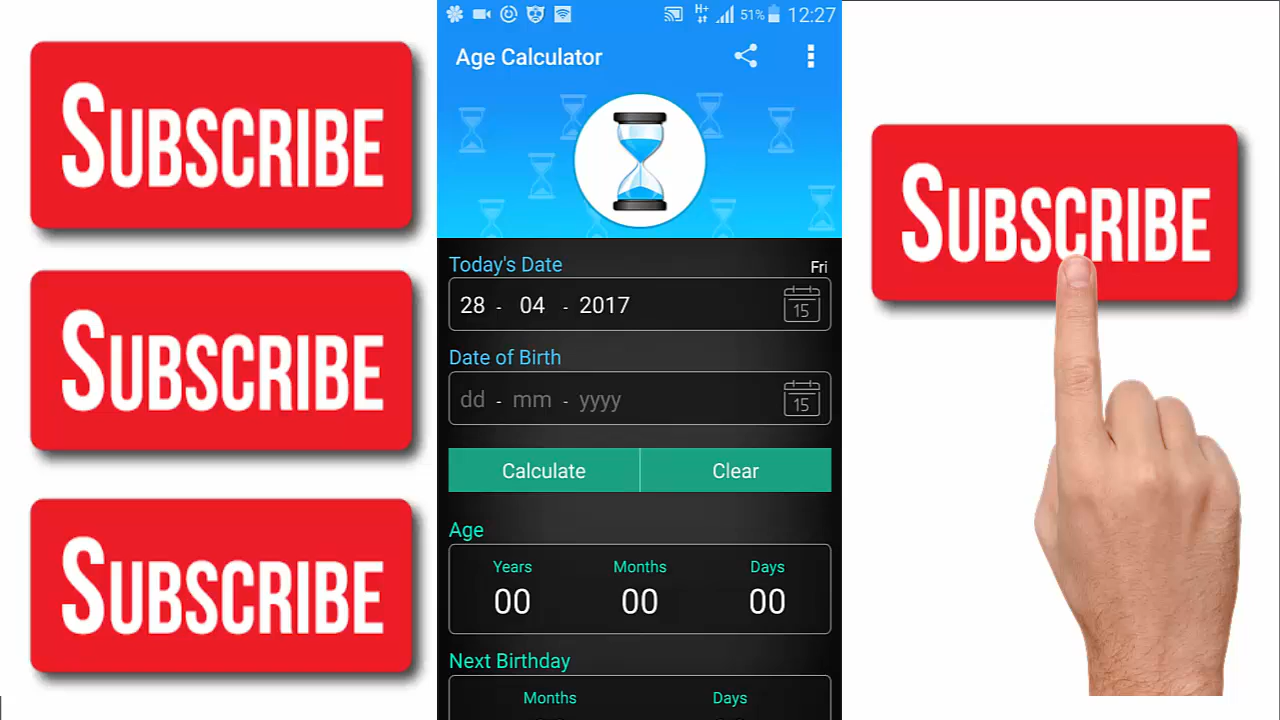 SUBSCRIBE
SUBSCRIBE
SUBSCRIBE
H+ 51% 12:27
Age Calculator
Today's Date Fri
28 - 04 - 2017 15
Date of Birth
dd - mm - yyyy 15
Calculate Clear
Age
Years Months Days
00 00 00
Next Birthday
Months Days
SUBSCRIBE